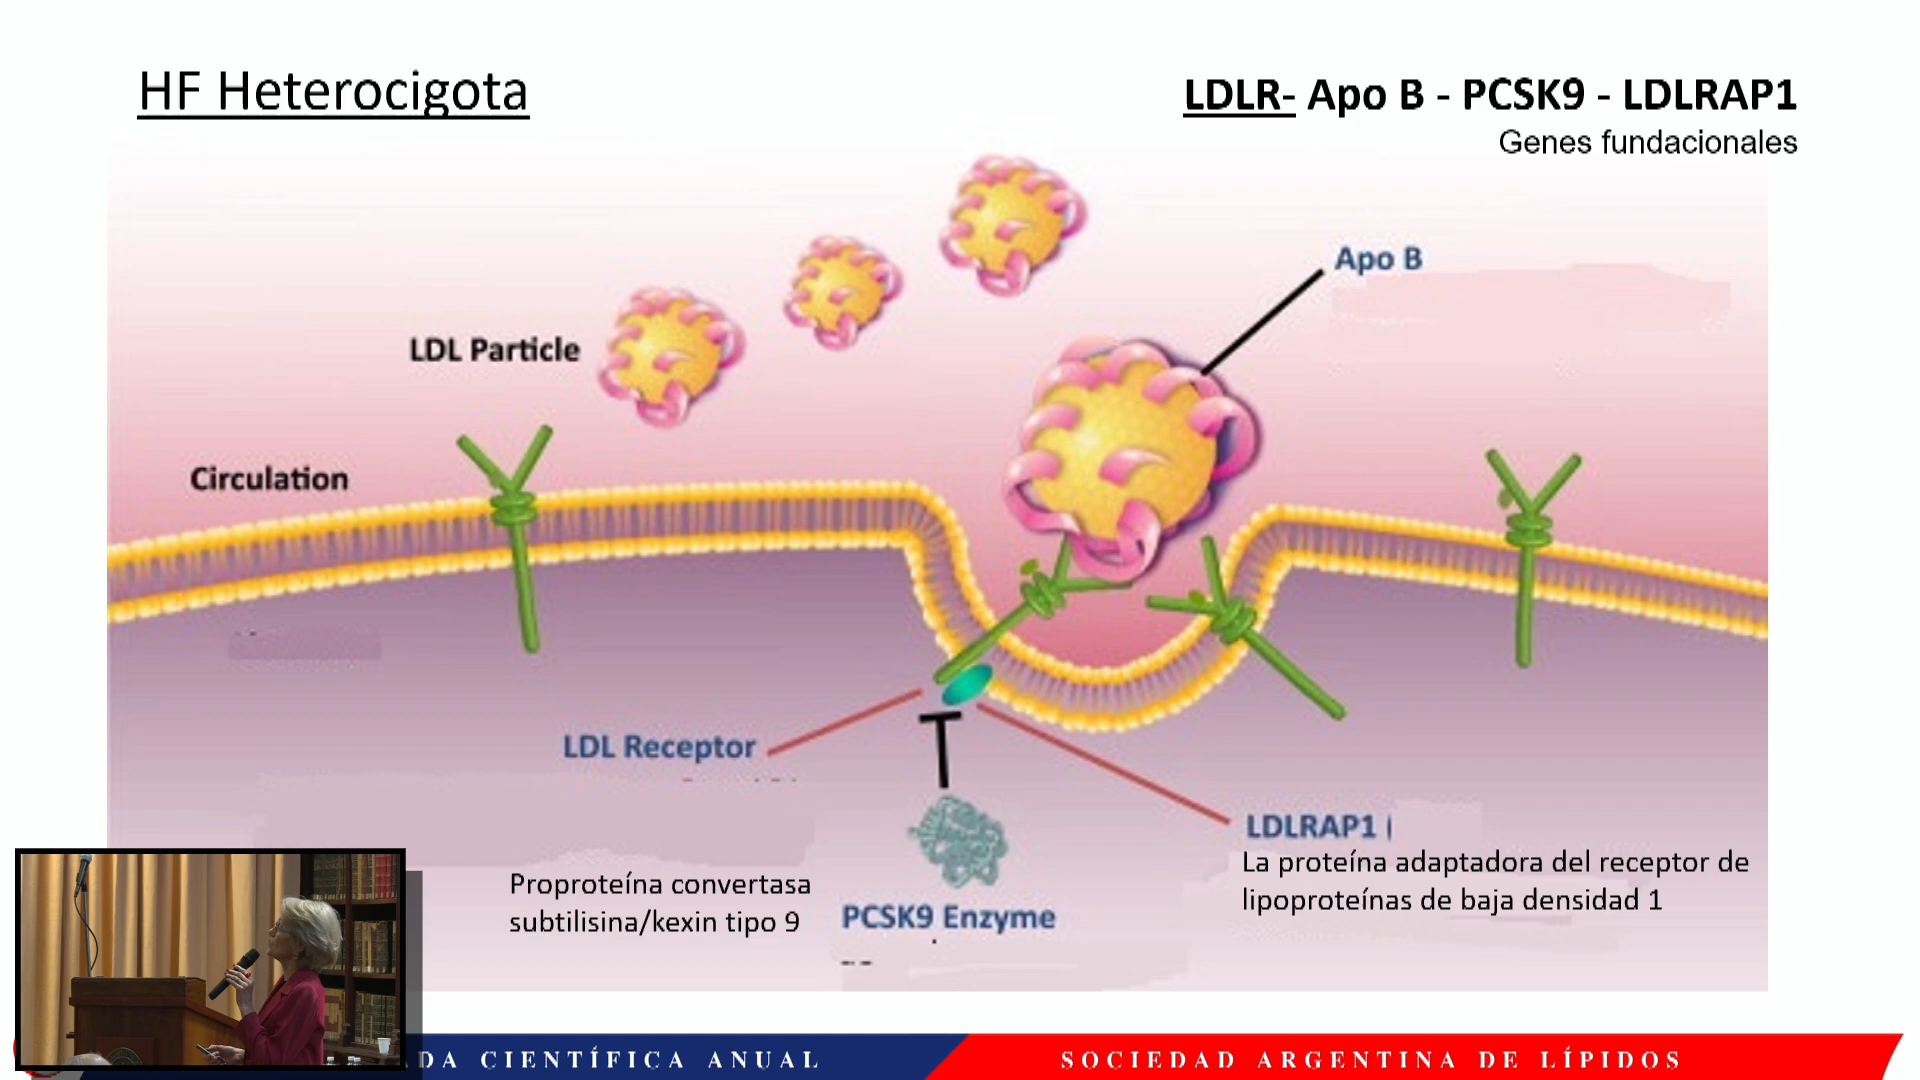 HF Heterocigota
LDLR- Apo B - PCSK9 - LDLRAP1
Genes fundacionales
Apo B
LDL Particle
Circulation
LDL Receptor
LDLRAP1
La proteína adaptadora del receptor de
lipoproteínas de baja densidad 1
Proproteína convertasa
subtilisina/kexin tipo 9
PCSK9 Enzyme
DA CIENTÍFICA ANUAL
SOCIEDAD ARGENTINA DE LÍPIDOS